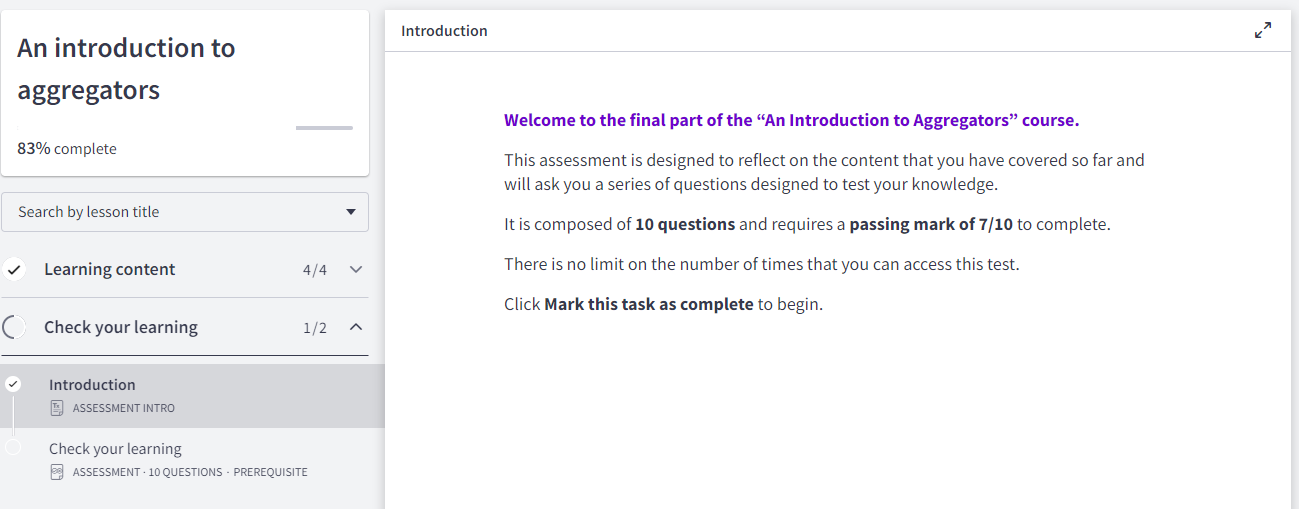 An introduction to
aggregators
83% complete
Search by lesson title
Learning content 4/4
Check your learning 1/2
Introduction
ASSESSMENT INTRO
Check your learning
ASSESSMENT · 10 QUESTIONS · PREREQUISITE
Introduction
Welcome to the final part of the “An Introduction to Aggregators” course.
This assessment is designed to reflect on the content that you have covered so far and
will ask you a series of questions designed to test your knowledge.
It is composed of 10 questions and requires a passing mark of 7/10 to complete.
There is no limit on the number of times that you can access this test.
Click Mark this task as complete to begin.